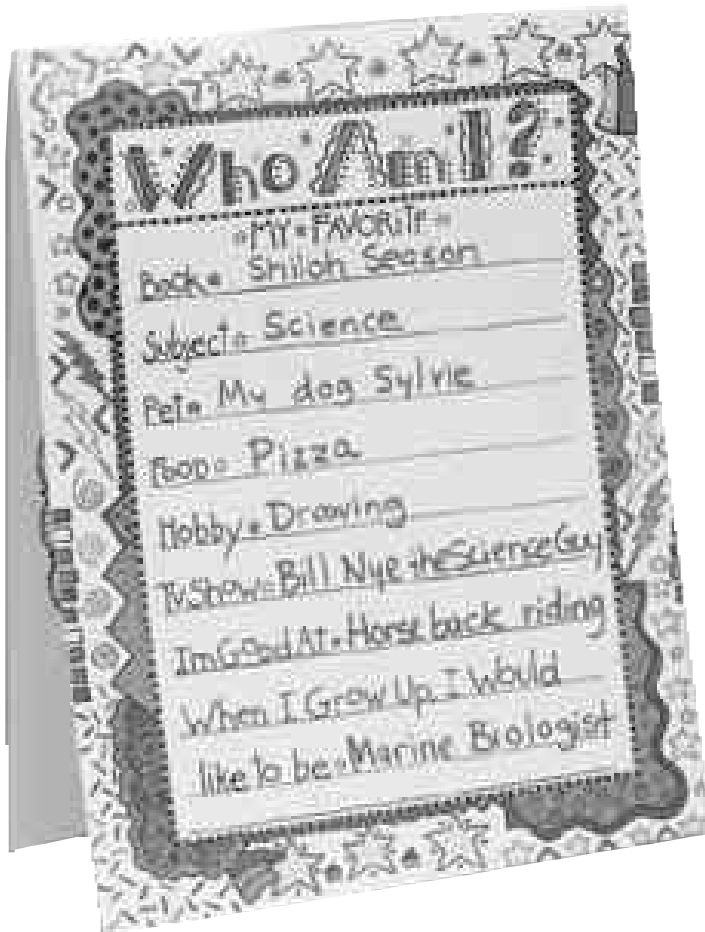 Who Am I?
MY FAVORITE
Book Shiloh Season
Subject Science
Pet My dog Sylvie
Food Pizza
Hobby Drawing
TV Show Bill Nye the Science Guy
Im Good At Horse back riding
When I Grow Up I Would
like to be Marine Biologist